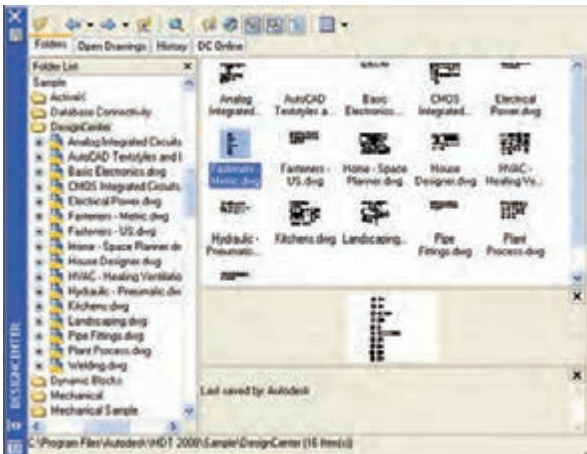 Folders Open Drawings History DC Online
Folder List
Sample
ActiveX
Database Connectivity
DesignCenter
Analog Integrated Circuits
AutoCAD Textstyles and l
Basic Electronics.dwg
CMOS Integrated Circuits
Electrical Power.dwg
Fasteners - Metric.dwg
Fasteners - US.dwg
Home - Space Planner.dw
House Designer.dwg
HVAC - Heating Ventilatio
Hydraulic - Pneumatic.dw
Kitchens.dwg
Landscaping.dwg
Pipe Fittings.dwg
Plant Process.dwg
Welding.dwg
Dynamic Blocks
Mechanical
Mechanical Sample
Analog Integrated...
AutoCAD Textstyles a...
Basic Electronics...
CMOS Integrated...
Electrical Power.dwg
Fasteners - Metric.dwg
Fasteners - US.dwg
Home - Space Planner.dwg
House Designer.dwg
HVAC - Heating Ve...
Hydraulic - Pneumatic...
Kitchens.dwg
Landscaping...
Pipe Fittings.dwg
Plant Process.dwg
Last saved by: Autodesk
DESIGNCENTER
C:\Program Files\Autodesk\MDT 2008\Sample\DesignCenter (16 Item(s))